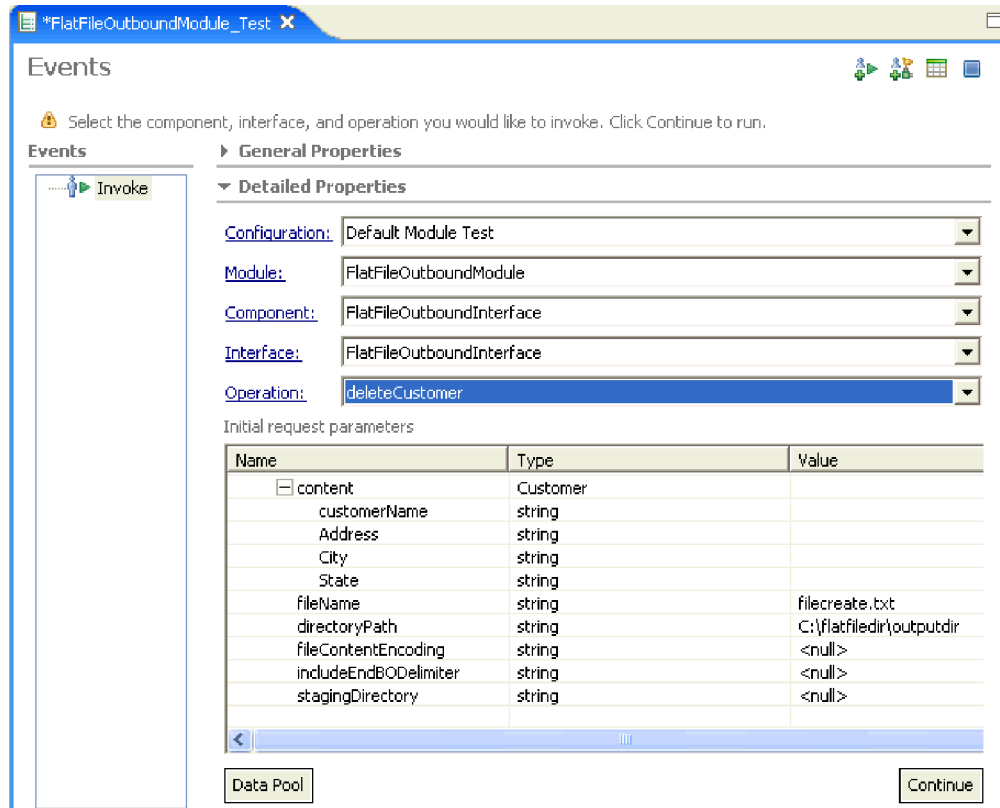 *FlatFileOutboundModule_Test
Events
Select the component, interface, and operation you would like to invoke. Click Continue to run.
Events
General Properties
Invoke
Detailed Properties
Configuration: Default Module Test
Module: FlatFileOutboundModule
Component: FlatFileOutboundInterface
Interface: FlatFileOutboundInterface
Operation: deleteCustomer
Initial request parameters
Name Type Value
content Customer
customerName string
Address string
City string
State string
fileName string filecreate.txt
directoryPath string C:\flatfiledir\outputdir
fileContentEncoding string <null>
includeEndBODelimiter string <null>
stagingDirectory string <null>
Data Pool Continue